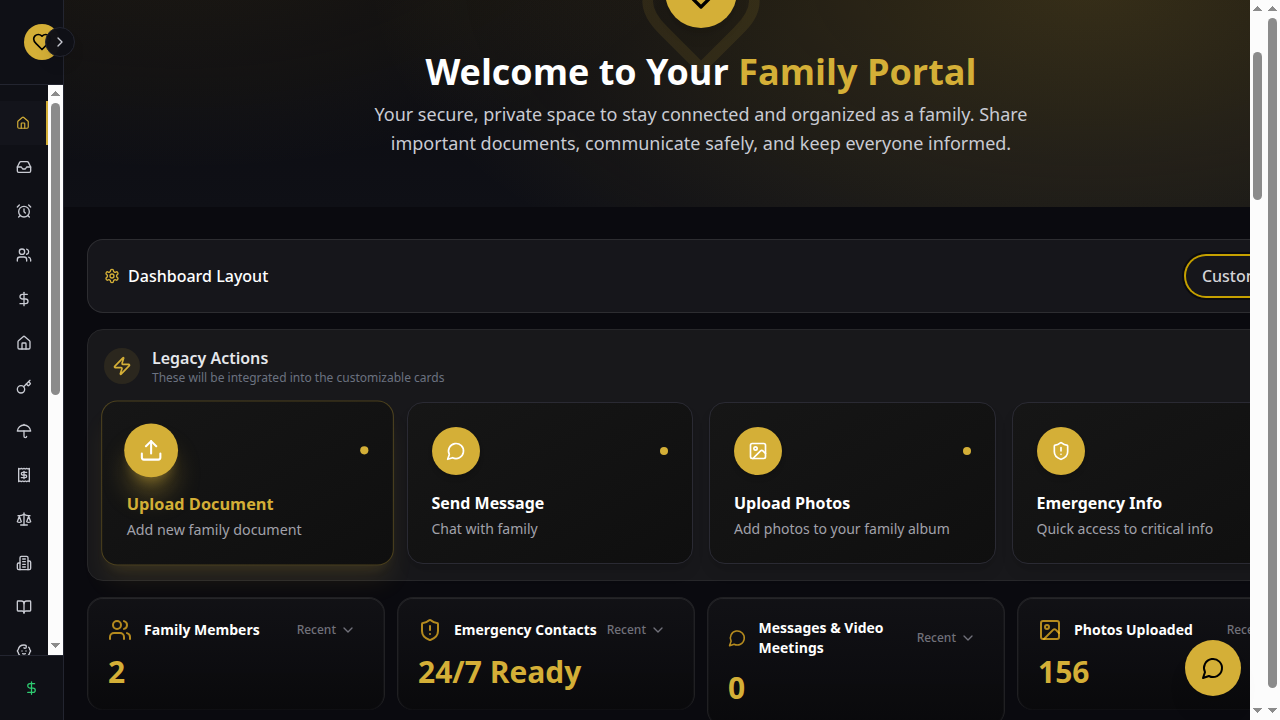 Welcome to Your Family Portal
Your secure, private space to stay connected and organized as a family. Share
important documents, communicate safely, and keep everyone informed.
Dashboard Layout
Legacy Actions
These will be integrated into the customizable cards
Upload Document
Add new family document
Send Message
Chat with family
Upload Photos
Add photos to your family album
Emergency Info
Quick access to critical info
Family Members
Recent
2
Emergency Contacts
Recent
24/7 Ready
Messages & Video
Meetings
Recent
0
Photos Uploaded
156